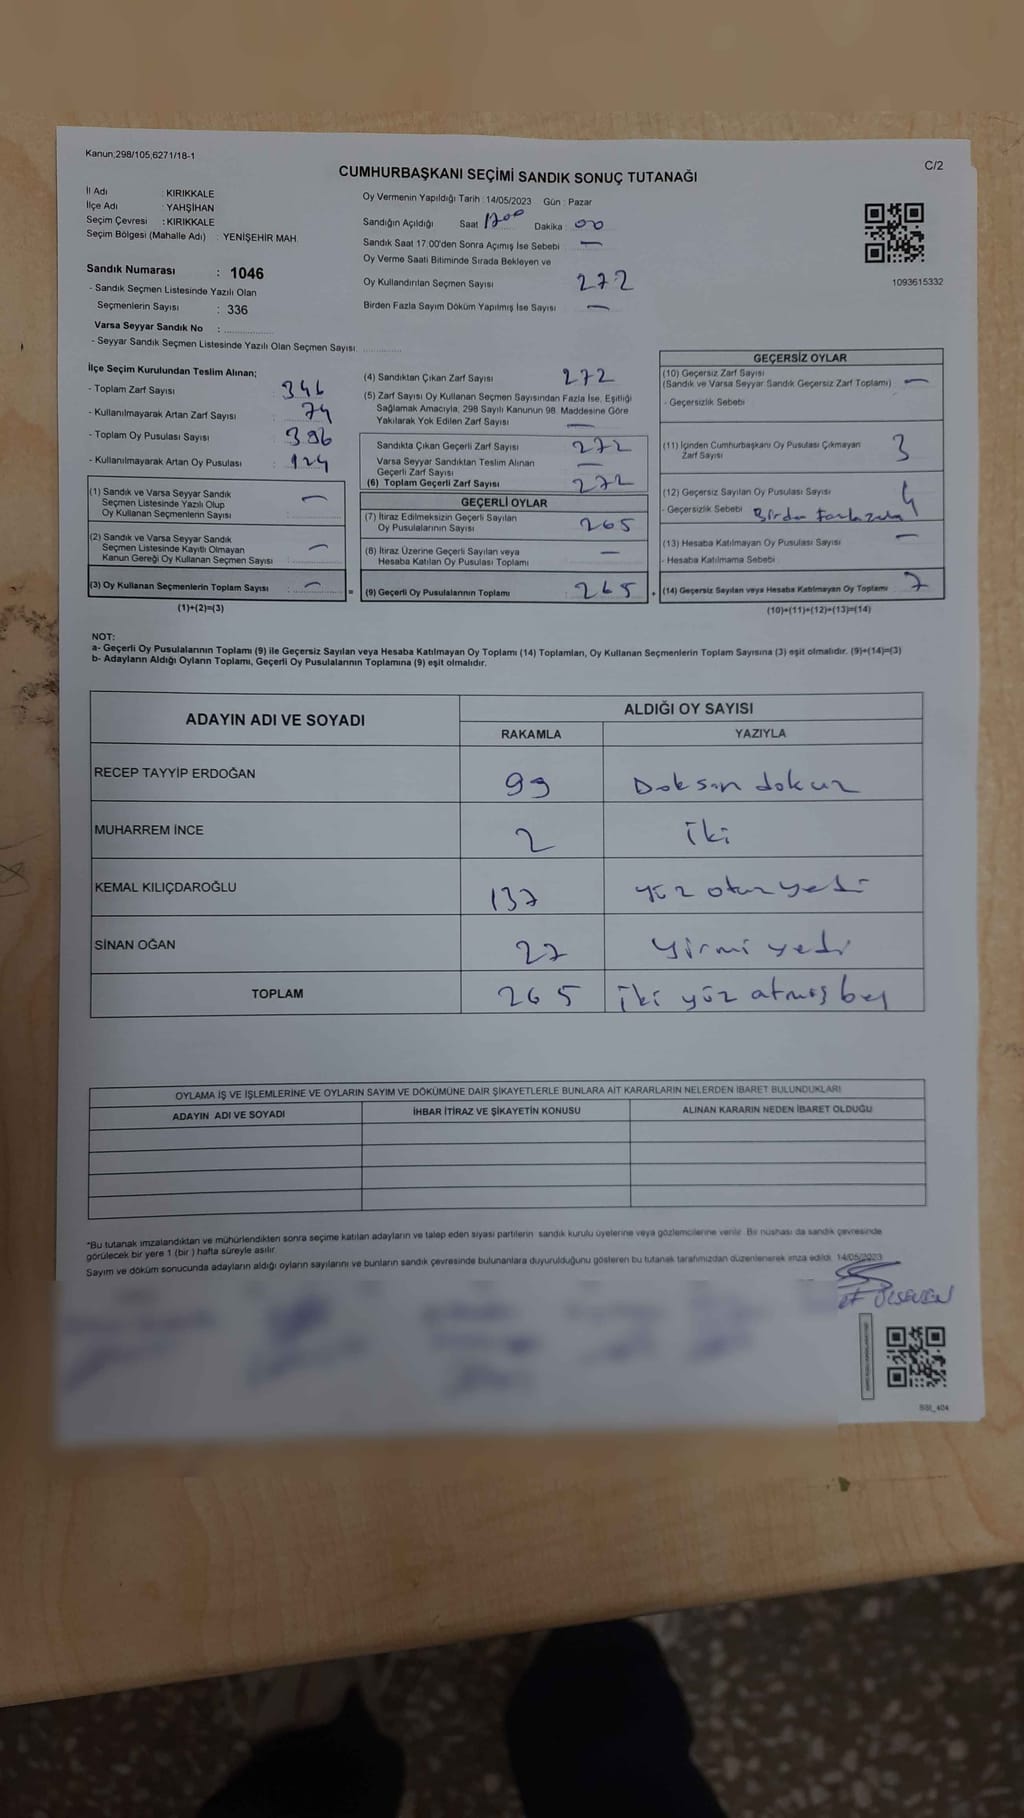 Kanun,298/105,6271/18-1
C/2
CUMHURBAŞKANI SEÇİMİ SANDIK SONUÇ TUTANAĞI
İl Adı : KIRIKKALE
İlçe Adı : YAHŞİHAN
Seçim Çevresi : KIRIKKALE
Seçim Bölgesi (Mahalle Adı) : YENİŞEHİR MAH.
Sandık Numarası : 1046
- Sandık Seçmen Listesinde Yazılı Olan
Seçmenlerin Sayısı : 336
Varsa Seyyar Sandık No :
- Seyyar Sandık Seçmen Listesinde Yazılı Olan Seçmen Sayısı:
Oy Vermenin Yapıldığı Tarih : 14/05/2023 Gün : Pazar
Sandığın Açıldığı Saat 1700 Dakika : 00
Sandık Saat 17.00'den Sonra Açımış İse Sebebi : —
Oy Verme Saati Bitiminde Sırada Bekleyen ve
Oy Kullandırılan Seçmen Sayısı 272
Birden Fazla Sayım Döküm Yapılmış İse Sayısı : —
1093615332
İlçe Seçim Kurulundan Teslim Alınan;
- Toplam Zarf Sayısı : 346
- Kullanılmayarak Artan Zarf Sayısı : 74
- Toplam Oy Pusulası Sayısı : 396
- Kullanılmayarak Artan Oy Pusulası : 124
(1) Sandık ve Varsa Seyyar Sandık
Seçmen Listesinde Yazılı Olup
Oy Kullanan Seçmenlerin Sayısı : —
(2) Sandık ve Varsa Seyyar Sandık
Seçmen Listesinde Kayıtlı Olmayan
Kanun Gereği Oy Kullanan Seçmen Sayısı : —
(3) Oy Kullanan Seçmenlerin Toplam Sayısı : —
(1)+(2)=(3)
(4) Sandıktan Çıkan Zarf Sayısı 272
(5) Zarf Sayısı Oy Kullanan Seçmen Sayısından Fazla İse, Eşitliği
Sağlamak Amacıyla, 298 Sayılı Kanunun 98. Maddesine Göre
Yakılarak Yok Edilen Zarf Sayısı : —
Sandıkta Çıkan Geçerli Zarf Sayısı : 272
Varsa Seyyar Sandıktan Teslim Alınan
Geçerli Zarf Sayısı : —
(6) Toplam Geçerli Zarf Sayısı : 272
GEÇERLİ OYLAR
(7) İtiraz Edilmeksizin Geçerli Sayılan
Oy Pusulalarının Sayısı : 265
(8) İtiraz Üzerine Geçerli Sayılan veya
Hesaba Katılan Oy Pusulası Toplamı : —
= (9) Geçerli Oy Pusulalarının Toplamı : 265 +
GEÇERSİZ OYLAR
(10) Geçersiz Zarf Sayısı
(Sandık ve Varsa Seyyar Sandık Geçersiz Zarf Toplamı) : —
- Geçersizlik Sebebi :
(11) İçinden Cumhurbaşkanı Oy Pusulası Çıkmayan
Zarf Sayısı : 3
(12) Geçersiz Sayılan Oy Pusulası Sayısı : 4
- Geçersizlik Sebebi : Birden Fazla
(13) Hesaba Katılmayan Oy Pusulası Sayısı : —
- Hesaba Katılmama Sebebi :
(14) Geçersiz Sayılan veya Hesaba Katılmayan Oy Toplamı : 7
(10)+(11)+(12)+(13)=(14)
NOT:
a- Geçerli Oy Pusulalarının Toplamı (9) ile Geçersiz Sayılan veya Hesaba Katılmayan Oy Toplamı (14) Toplamları, Oy Kullanan Seçmenlerin Toplam Sayısına (3) eşit olmalıdır. (9)+(14)=(3)
b- Adayların Aldığı Oyların Toplamı, Geçerli Oy Pusulalarının Toplamına (9) eşit olmalıdır.
ADAYIN ADI VE SOYADI ALDIĞI OY SAYISI
RAKAMLA YAZIYLA
RECEP TAYYİP ERDOĞAN 99 Doksan dokuz
MUHARREM İNCE 2 İki
KEMAL KILIÇDAROĞLU 137 yüz otuz yedi
SİNAN OĞAN 27 yirmi yedi
TOPLAM 265 iki yüz atmış beş
OYLAMA İŞ VE İŞLEMLERİNE VE OYLARIN SAYIM VE DÖKÜMÜNE DAİR ŞİKAYETLERLE BUNLARA AİT KARARLARIN NELERDEN İBARET BULUNDUKLARI
ADAYIN ADI VE SOYADI İHBAR İTİRAZ VE ŞİKAYETİN KONUSU ALINAN KARARIN NEDEN İBARET OLDUĞU
*Bu tutanak imzalandıktan ve mühürlendikten sonra seçime katılan adayların ve talep eden siyasi partilerin sandık kurulu üyelerine veya gözlemcilerine verilir. Bir nüshası da sandık çevresinde
görülecek bir yere 1 (bir ) hafta süreyle asılır.
Sayım ve döküm sonucunda adayların aldığı oyların sayılarını ve bunların sandık çevresinde bulunanlara duyurulduğunu gösteren bu tutanak tarafımızdan düzenlenerek imza edildi. 14/05/2023